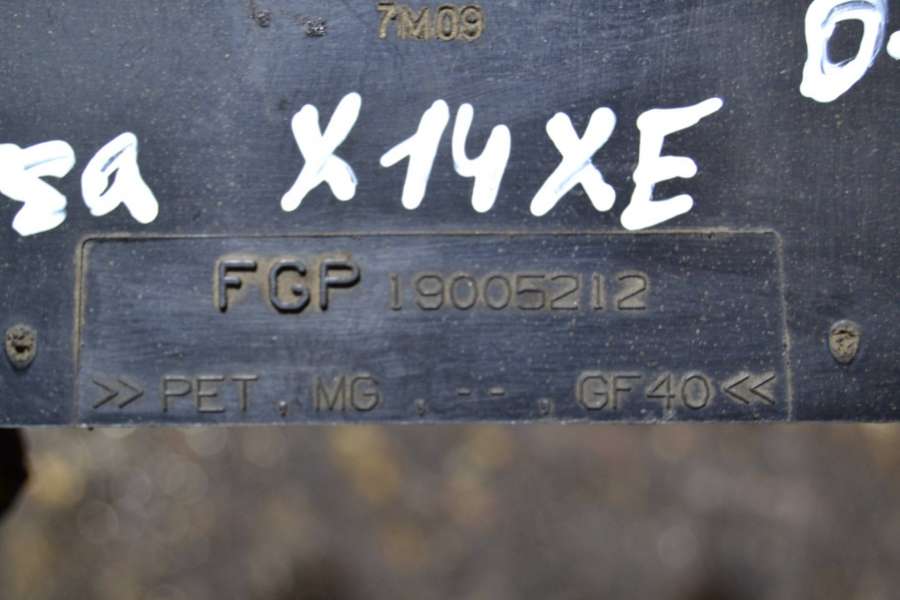 7M09
X14XE
FGP 19005212
>> PET , MG , -- , GF40 <<